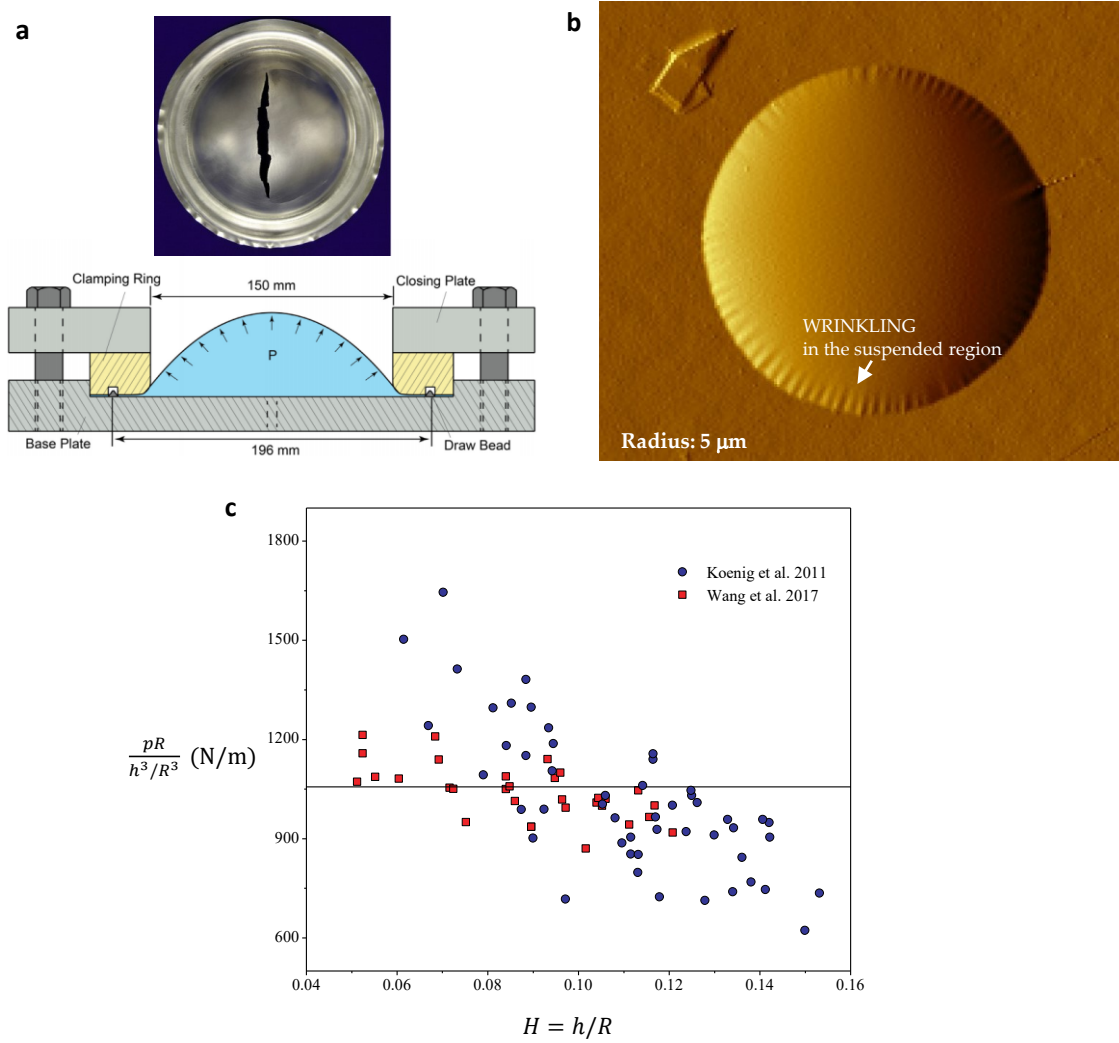 a
Clamping Ring
150 mm
Closing Plate
P
Base Plate
196 mm
Draw Bead
b
WRINKLING
in the suspended region
Radius: 5 μm
c
1800
1500
1200
900
600
0.04 0.06 0.08 0.10 0.12 0.14 0.16
Koenig et al. 2011
Wang et al. 2017
pR
h³/R³ (N/m)
H = h/R